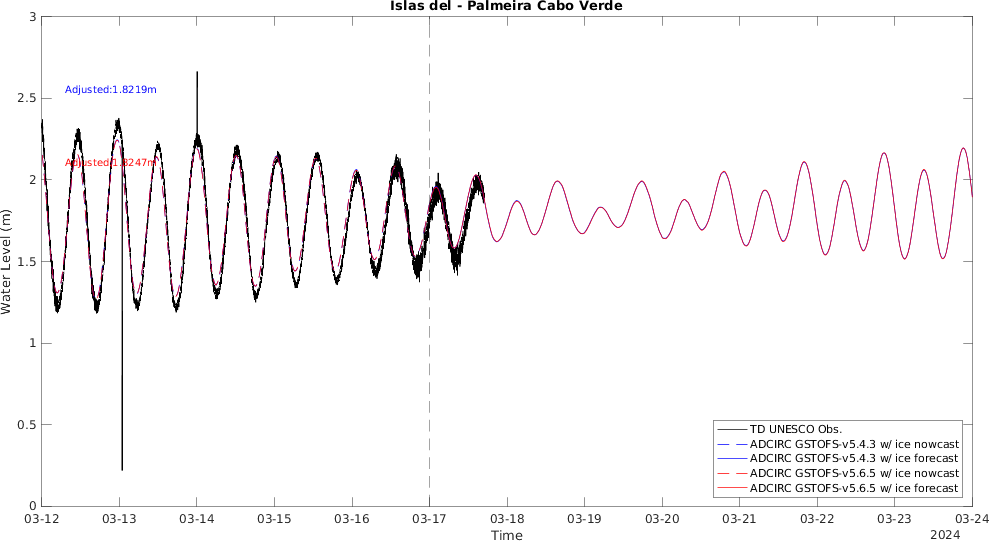 Islas del - Palmeira Cabo Verde
3
2.5
2
1.5
1
0.5
0
Water Level (m)
Adjusted:1.8219m
Adjusted:1.8247m
TD UNESCO Obs.
ADCIRC GSTOFS-v5.4.3 w/ ice nowcast
ADCIRC GSTOFS-v5.4.3 w/ ice forecast
ADCIRC GSTOFS-v5.6.5 w/ ice nowcast
ADCIRC GSTOFS-v5.6.5 w/ ice forecast
03-12 03-13 03-14 03-15 03-16 03-17 03-18 03-19 03-20 03-21 03-22 03-23 03-24
Time
2024